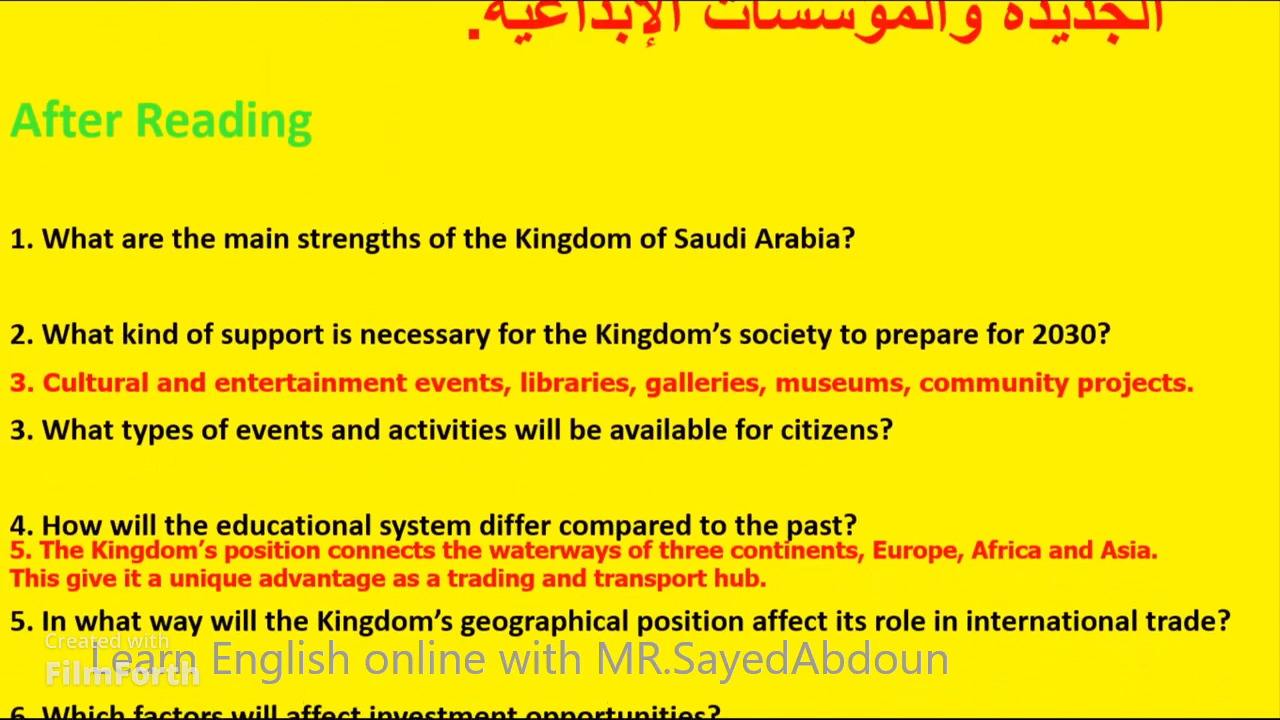 الجديدة والمؤسسات الإبداعية.
After Reading
1. What are the main strengths of the Kingdom of Saudi Arabia?
2. What kind of support is necessary for the Kingdom’s society to prepare for 2030?
3. Cultural and entertainment events, libraries, galleries, museums, community projects.
3. What types of events and activities will be available for citizens?
4. How will the educational system differ compared to the past?
5. The Kingdom’s position connects the waterways of three continents, Europe, Africa and Asia.
This give it a unique advantage as a trading and transport hub.
5. In what way will the Kingdom’s geographical position affect its role in international trade?
Created with
FilmForth
Learn English online with MR.SayedAbdoun
6. Which factors will affect investment opportunities?